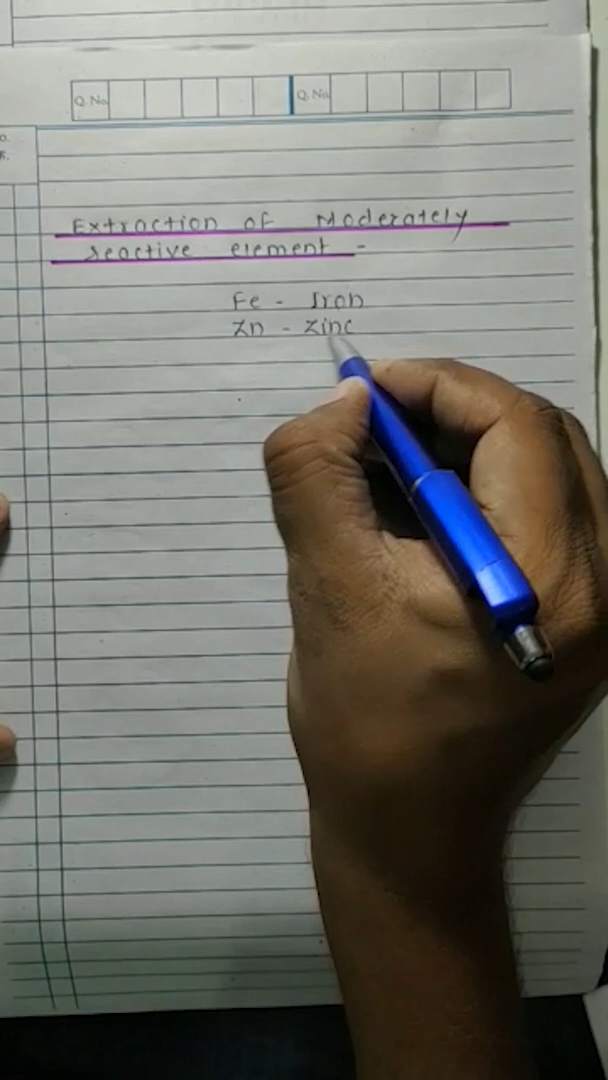 Q.No Q.No
Extraction of Moderately
reactive element -
Fe - Iron
Zn - Zinc